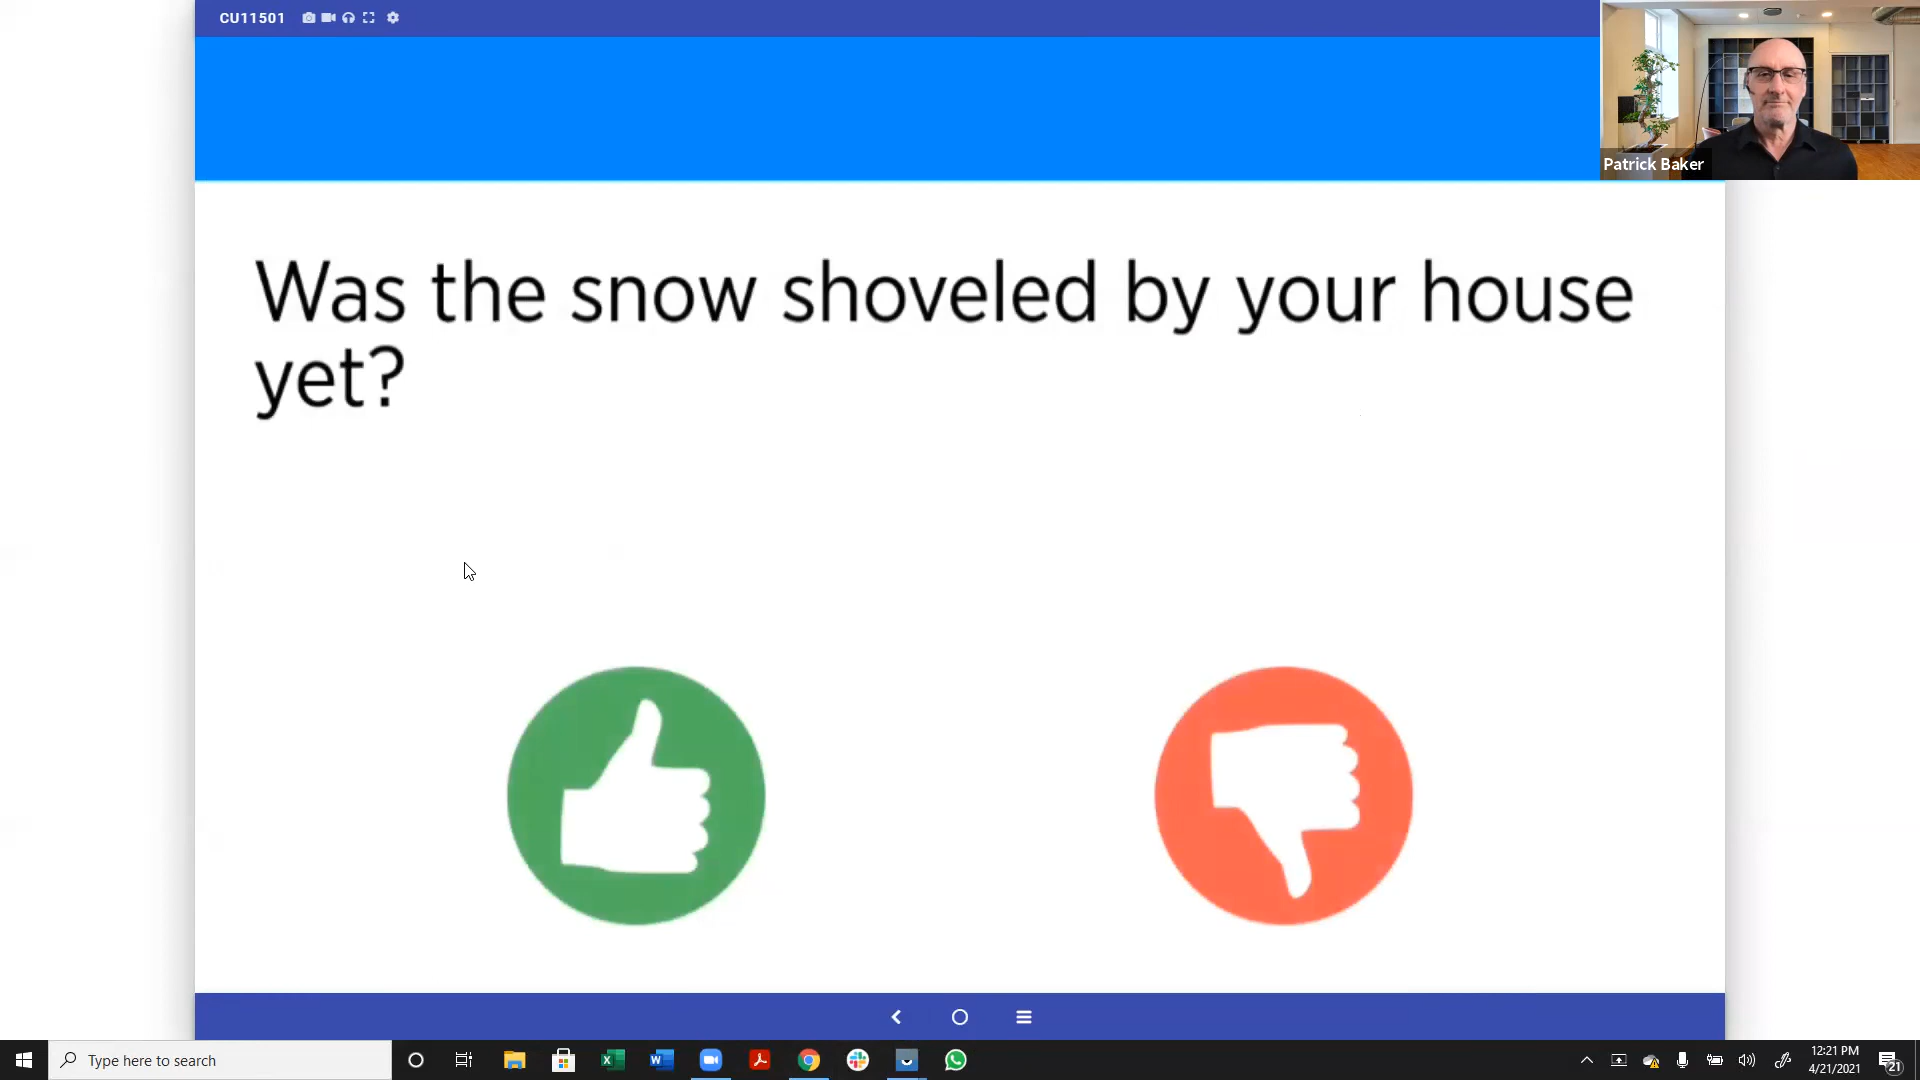 CU11501
Patrick Baker
Was the snow shoveled by your house
yet?
Type here to search
12:21 PM
4/21/2021
21